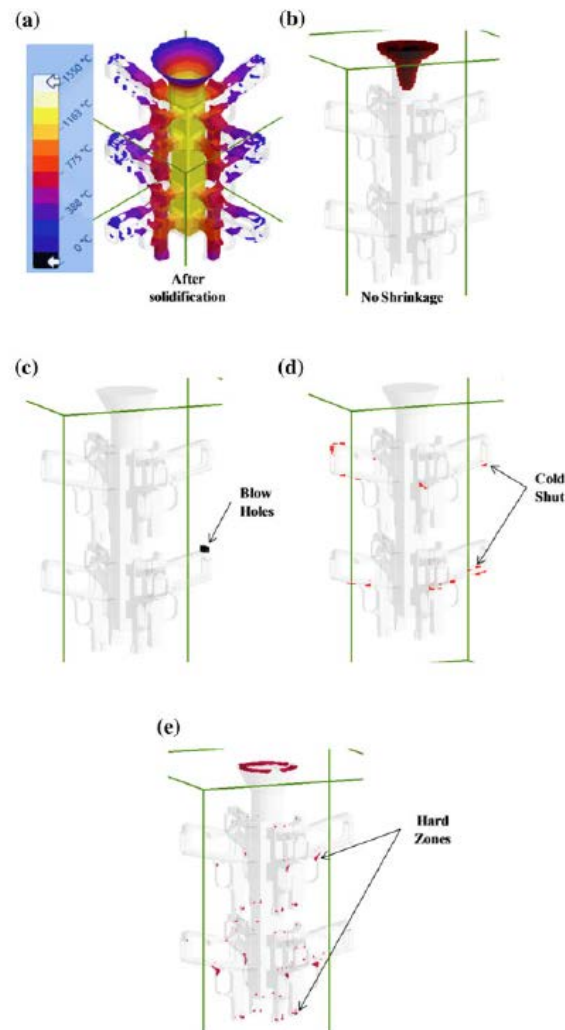 (a)
1550 °C
1163 °C
775 °C
388 °C
0 °C
After
solidification
(b)
No Shrinkage
(c)
Blow
Holes
(d)
Cold
Shut
(e)
Hard
Zones